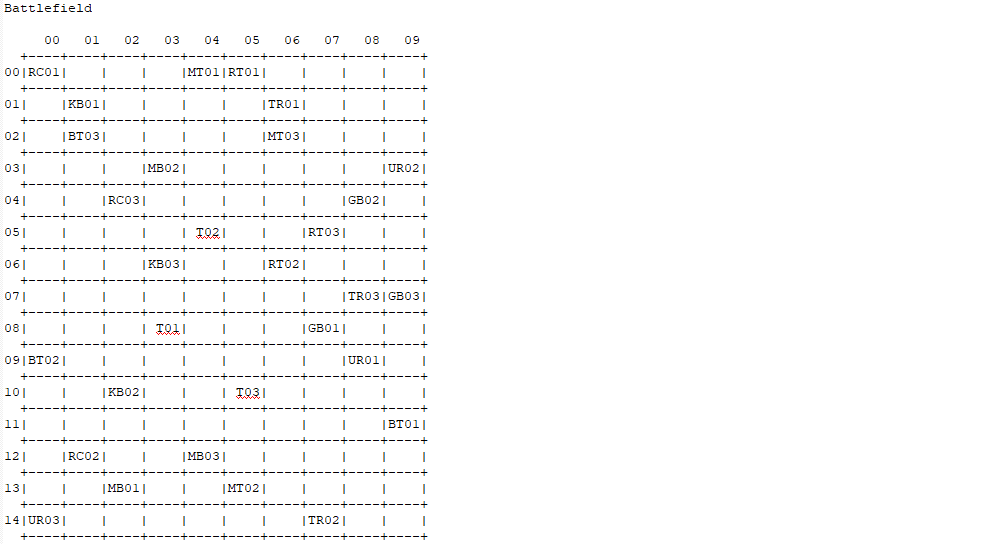 Battlefield
     00  01  02  03  04  05  06  07  08  09
  +----+----+----+----+----+----+----+----+----+----+
00|RC01|    |    |    |MT01|RT01|    |    |    |    |
  +----+----+----+----+----+----+----+----+----+----+
01|    |KB01|    |    |    |    |TR01|    |    |    |
  +----+----+----+----+----+----+----+----+----+----+
02|    |BT03|    |    |    |    |MT03|    |    |    |
  +----+----+----+----+----+----+----+----+----+----+
03|    |    |    |MB02|    |    |    |    |    |UR02|
  +----+----+----+----+----+----+----+----+----+----+
04|    |    |RC03|    |    |    |    |    |GB02|    |
  +----+----+----+----+----+----+----+----+----+----+
05|    |    |    |    | T02|    |    |RT03|    |    |
  +----+----+----+----+----+----+----+----+----+----+
06|    |    |    |KB03|    |    |RT02|    |    |    |
  +----+----+----+----+----+----+----+----+----+----+
07|    |    |    |    |    |    |    |    |TR03|GB03|
  +----+----+----+----+----+----+----+----+----+----+
08|    |    |    | T01|    |    |    |GB01|    |    |
  +----+----+----+----+----+----+----+----+----+----+
09|BT02|    |    |    |    |    |    |    |UR01|    |
  +----+----+----+----+----+----+----+----+----+----+
10|    |    |KB02|    |    | T03|    |    |    |    |
  +----+----+----+----+----+----+----+----+----+----+
11|    |    |    |    |    |    |    |    |    |BT01|
  +----+----+----+----+----+----+----+----+----+----+
12|    |RC02|    |    |MB03|    |    |    |    |    |
  +----+----+----+----+----+----+----+----+----+----+
13|    |    |MB01|    |    |MT02|    |    |    |    |
  +----+----+----+----+----+----+----+----+----+----+
14|UR03|    |    |    |    |    |    |TR02|    |    |
  +----+----+----+----+----+----+----+----+----+----+